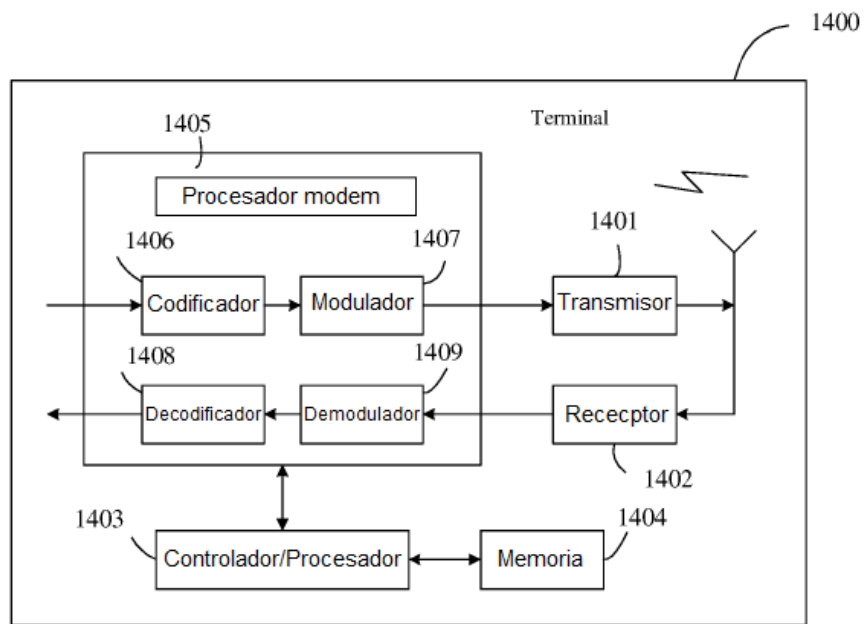 1400
Terminal
1405
Procesador modem
1406
1407
1401
Codificador
Modulador
Transmisor
1408
1409
Decodificador
Demodulador
Rececptor
1402
1403
1404
Controlador/Procesador
Memoria